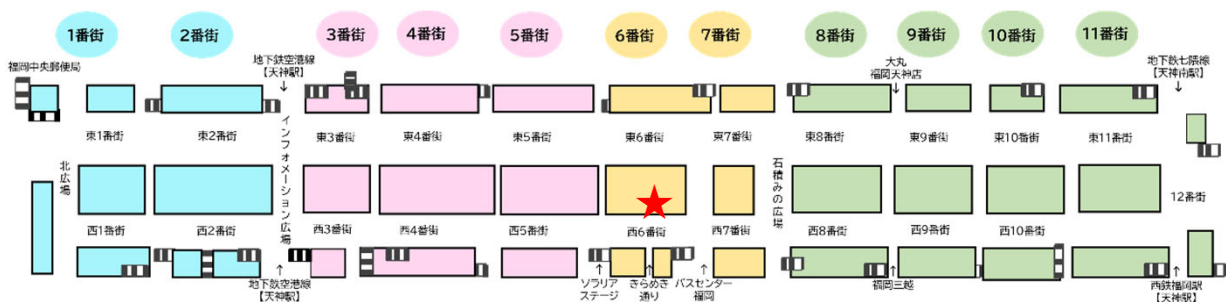 1番街
2番街
3番街
4番街
5番街
6番街
7番街
8番街
9番街
10番街
11番街
福岡中央郵便局
地下鉄空港線
【天神駅】
大丸
福岡天神店
地下鉄七隈線
【天神南駅】
東1番街
東2番街
東3番街
東4番街
東5番街
東6番街
東7番街
東8番街
東9番街
東10番街
東11番街
北広場
インフォメーション広場
石積みの広場
12番街
西1番街
西2番街
西3番街
西4番街
西5番街
西6番街
西7番街
西8番街
西9番街
西10番街
地下鉄空港線
【天神駅】
ソラリア
ステージ
きらめき
通り
バスセンター
福岡
福岡三越
西鉄福岡駅
【天神駅】